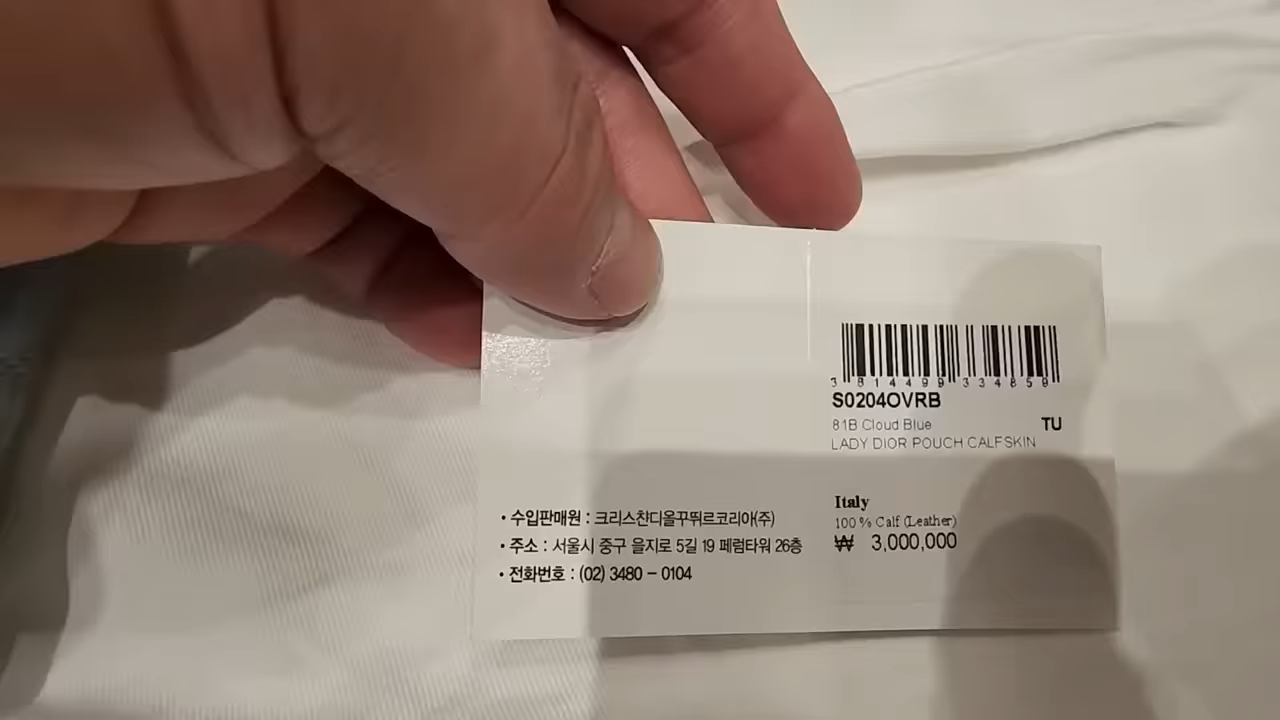 3 814499 334859
S0204OVRB
81B Cloud Blue
TU
LADY DIOR POUCH CALFSKIN
Italy
100 % Calf (Leather)
₩ 3,000,000
• 수입판매원 : 크리스챤디올꾸뛰르코리아(주)
• 주소 : 서울시 중구 을지로 5길 19 페럼타워 26층
• 전화번호 : (02) 3480 - 0104